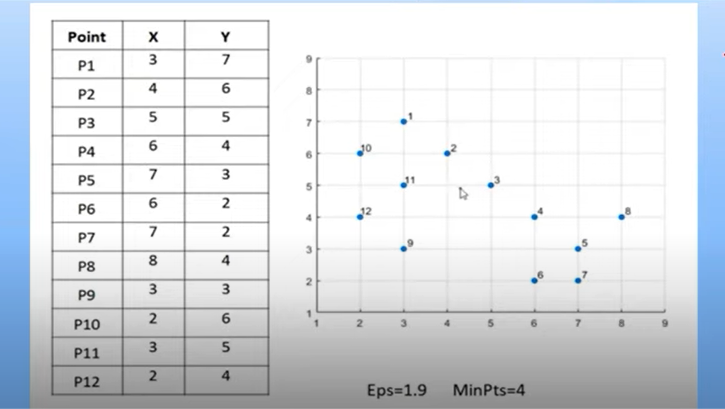 Point X Y
P1 3 7
P2 4 6
P3 5 5
P4 6 4
P5 7 3
P6 6 2
P7 7 2
P8 8 4
P9 3 3
P10 2 6
P11 3 5
P12 2 4
9
8
7 1
6 10 2
5 11 3
4 12 4 8
3 9 5
2 6 7
1
1 2 3 4 5 6 7 8 9
Eps=1.9 MinPts=4